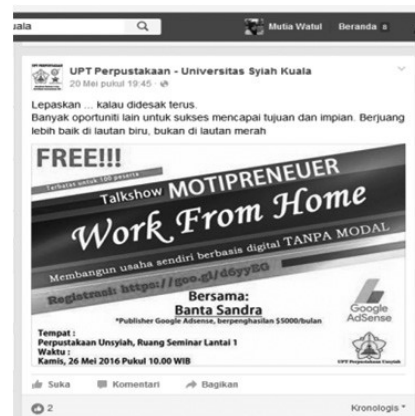 uala
Mutia Watul Beranda 8
UPT Perpustakaan - Universitas Syiah Kuala
20 Mei pukul 19:45
Lepaskan ... kalau didesak terus.
Banyak oportuniti lain untuk sukses mencapai tujuan dan impian. Berjuang
lebih baik di lautan biru, bukan di lautan merah
FREE!!!
Terbatas untuk 100 peserta
Talkshow MOTIPRENEUER
Work From Home
Membangun usaha sendiri berbasis digital TANPA MODAL
Registrasi: https://goo.gl/d6yyEG
Bersama:
Banta Sandra
*Publisher Google Adsense, berpenghasilan $5000/bulan
Google
AdSense
Tempat :
Perpustakaan Unsyiah, Ruang Seminar Lantai 1
Waktu :
Kamis, 26 Mei 2016 Pukul 10.00 WIB
UPT Perpustakaan Unsyiah
Suka Komentari Bagikan
2 Kronologis